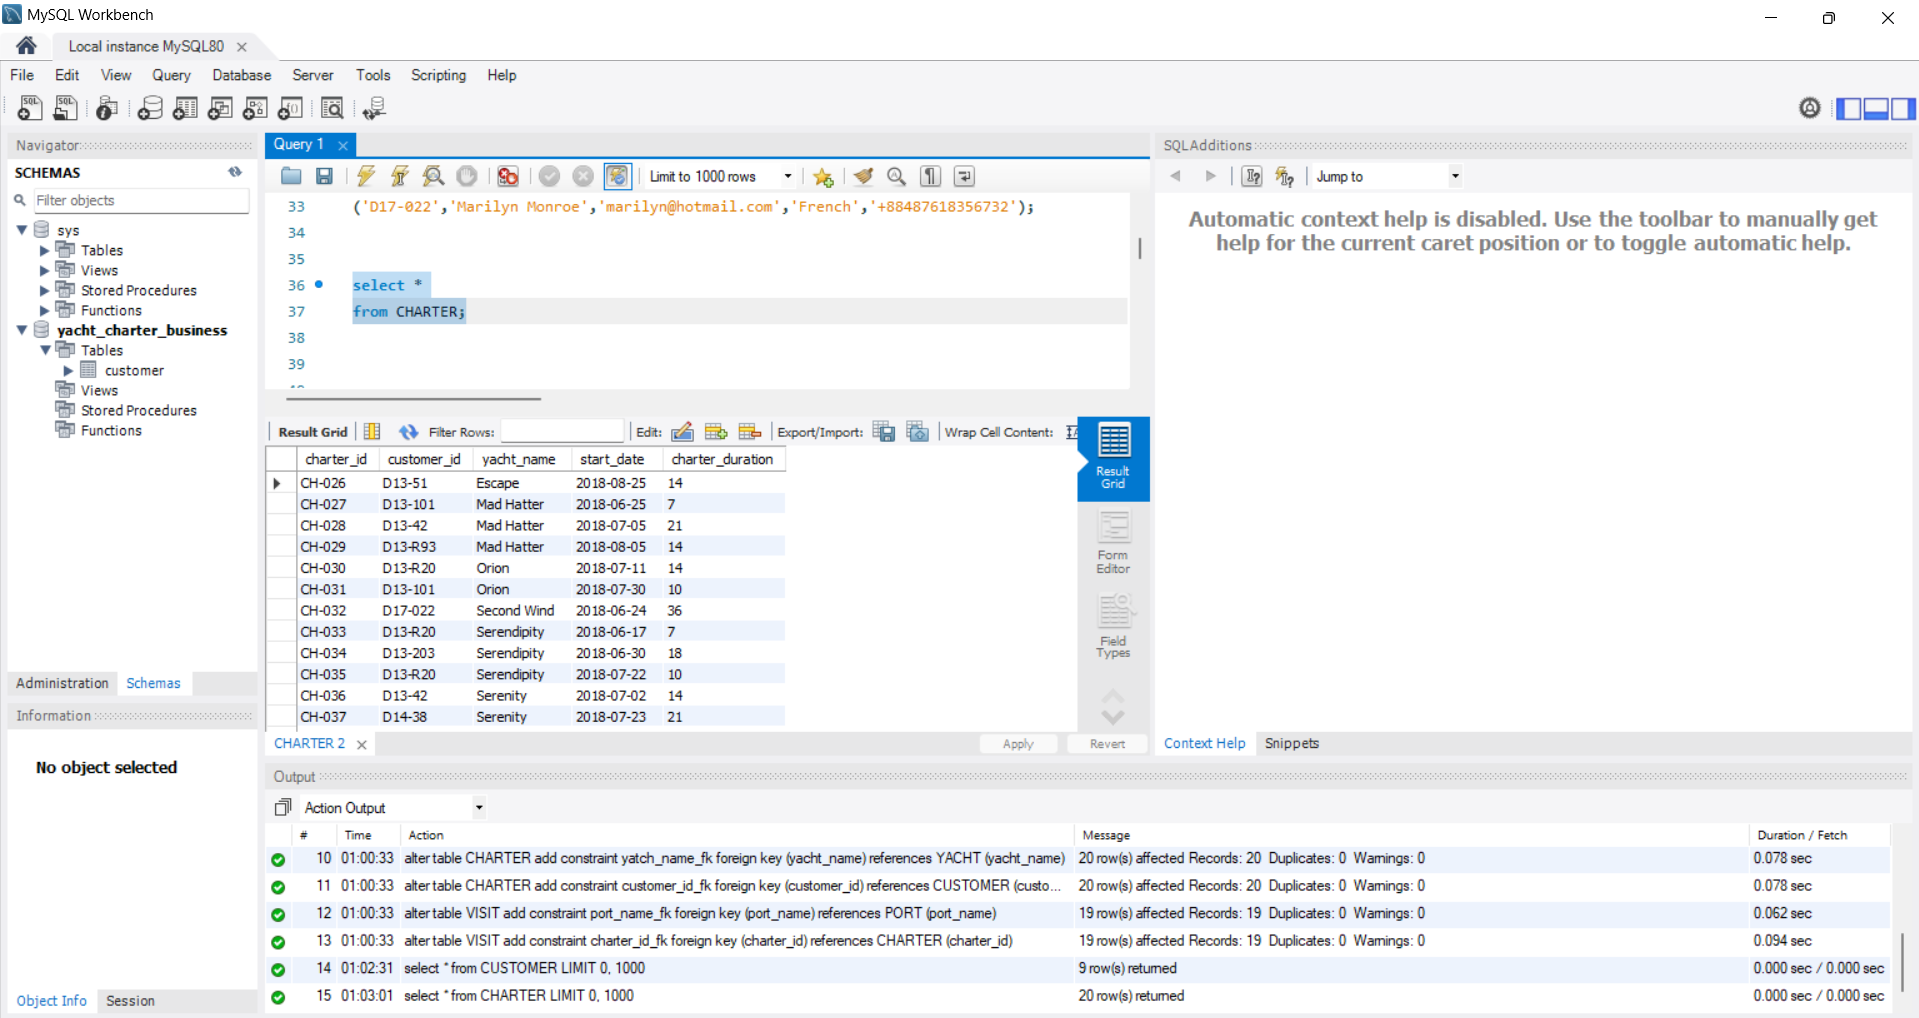 MySQL Workbench
Local instance MySQL80
File Edit View Query Database Server Tools Scripting Help
Navigator
SCHEMAS
Filter objects
sys
Tables
Views
Stored Procedures
Functions
yacht_charter_business
Tables
customer
Views
Stored Procedures
Functions
Administration Schemas
Information
No object selected
Object Info Session
Query 1
Limit to 1000 rows
33 ('D17-022','Marilyn Monroe','marilyn@hotmail.com','French','+88487618356732');
34
35
36 select *
37 from CHARTER;
38
39
Result Grid Filter Rows: Edit: Export/Import: Wrap Cell Content:
charter_id customer_id yacht_name start_date charter_duration
CH-026 D13-51 Escape 2018-08-25 14
CH-027 D13-101 Mad Hatter 2018-06-25 7
CH-028 D13-42 Mad Hatter 2018-07-05 21
CH-029 D13-R93 Mad Hatter 2018-08-05 14
CH-030 D13-R20 Orion 2018-07-11 14
CH-031 D13-101 Orion 2018-07-30 10
CH-032 D17-022 Second Wind 2018-06-24 36
CH-033 D13-R20 Serendipity 2018-06-17 7
CH-034 D13-203 Serendipity 2018-06-30 18
CH-035 D13-R20 Serendipity 2018-07-22 10
CH-036 D13-42 Serenity 2018-07-02 14
CH-037 D14-38 Serenity 2018-07-23 21
Result
Grid
Form
Editor
Field
Types
CHARTER 2
Apply Revert
SQLAdditions
Jump to
Automatic context help is disabled. Use the toolbar to manually get
help for the current caret position or to toggle automatic help.
Context Help Snippets
Output
Action Output
# Time Action Message Duration / Fetch
10 01:00:33 alter table CHARTER add constraint yatch_name_fk foreign key (yacht_name) references YACHT (yacht_name) 20 row(s) affected Records: 20 Duplicates: 0 Warnings: 0 0.078 sec
11 01:00:33 alter table CHARTER add constraint customer_id_fk foreign key (customer_id) references CUSTOMER (custo... 20 row(s) affected Records: 20 Duplicates: 0 Warnings: 0 0.078 sec
12 01:00:33 alter table VISIT add constraint port_name_fk foreign key (port_name) references PORT (port_name) 19 row(s) affected Records: 19 Duplicates: 0 Warnings: 0 0.062 sec
13 01:00:33 alter table VISIT add constraint charter_id_fk foreign key (charter_id) references CHARTER (charter_id) 19 row(s) affected Records: 19 Duplicates: 0 Warnings: 0 0.094 sec
14 01:02:31 select * from CUSTOMER LIMIT 0, 1000 9 row(s) returned 0.000 sec / 0.000 sec
15 01:03:01 select * from CHARTER LIMIT 0, 1000 20 row(s) returned 0.000 sec / 0.000 sec